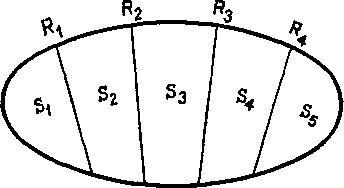 R₁ R₂ R₃ R₄
S₁ S₂ S₃ S₄ S₅